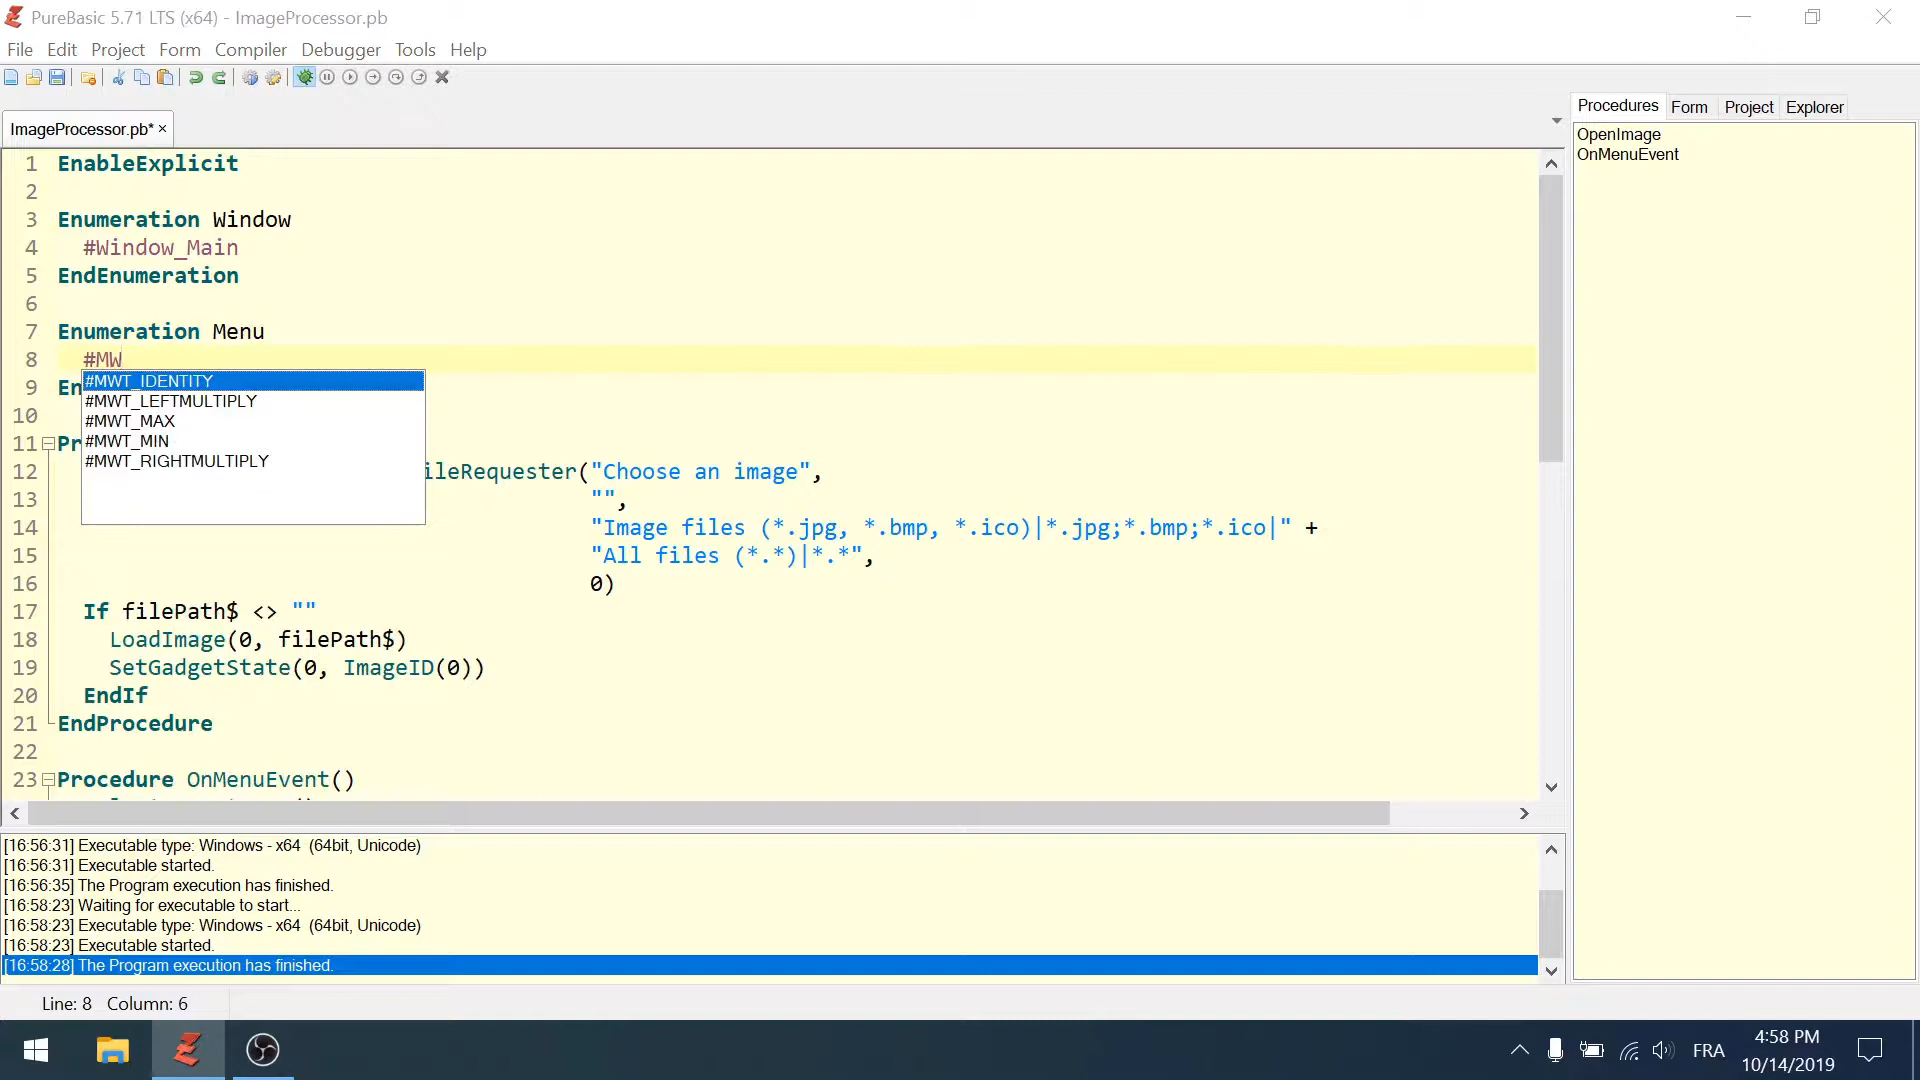 PureBasic 5.71 LTS (x64) - ImageProcessor.pb
File Edit Project Form Compiler Debugger Tools Help
ImageProcessor.pb* ×
Procedures Form Project Explorer
OpenImage
OnMenuEvent
1 EnableExplicit
2
3 Enumeration Window
4 #Window_Main
5 EndEnumeration
6
7 Enumeration Menu
8 #MW
#MWT_IDENTITY
#MWT_LEFTMULTIPLY
#MWT_MAX
#MWT_MIN
#MWT_RIGHTMULTIPLY
9 En
10
11 Pr
12 ileRequester("Choose an image",
13 "",
14 "Image files (*.jpg, *.bmp, *.ico)|*.jpg;*.bmp;*.ico|" +
15 "All files (*.*)|*.*",
16 0)
17 If filePath$ <> ""
18 LoadImage(0, filePath$)
19 SetGadgetState(0, ImageID(0))
20 EndIf
21 EndProcedure
22
23 Procedure OnMenuEvent()
[16:56:31] Executable type: Windows - x64 (64bit, Unicode)
[16:56:31] Executable started.
[16:56:35] The Program execution has finished.
[16:58:23] Waiting for executable to start...
[16:58:23] Executable type: Windows - x64 (64bit, Unicode)
[16:58:23] Executable started.
[16:58:28] The Program execution has finished.
Line: 8 Column: 6
FRA
4:58 PM
10/14/2019